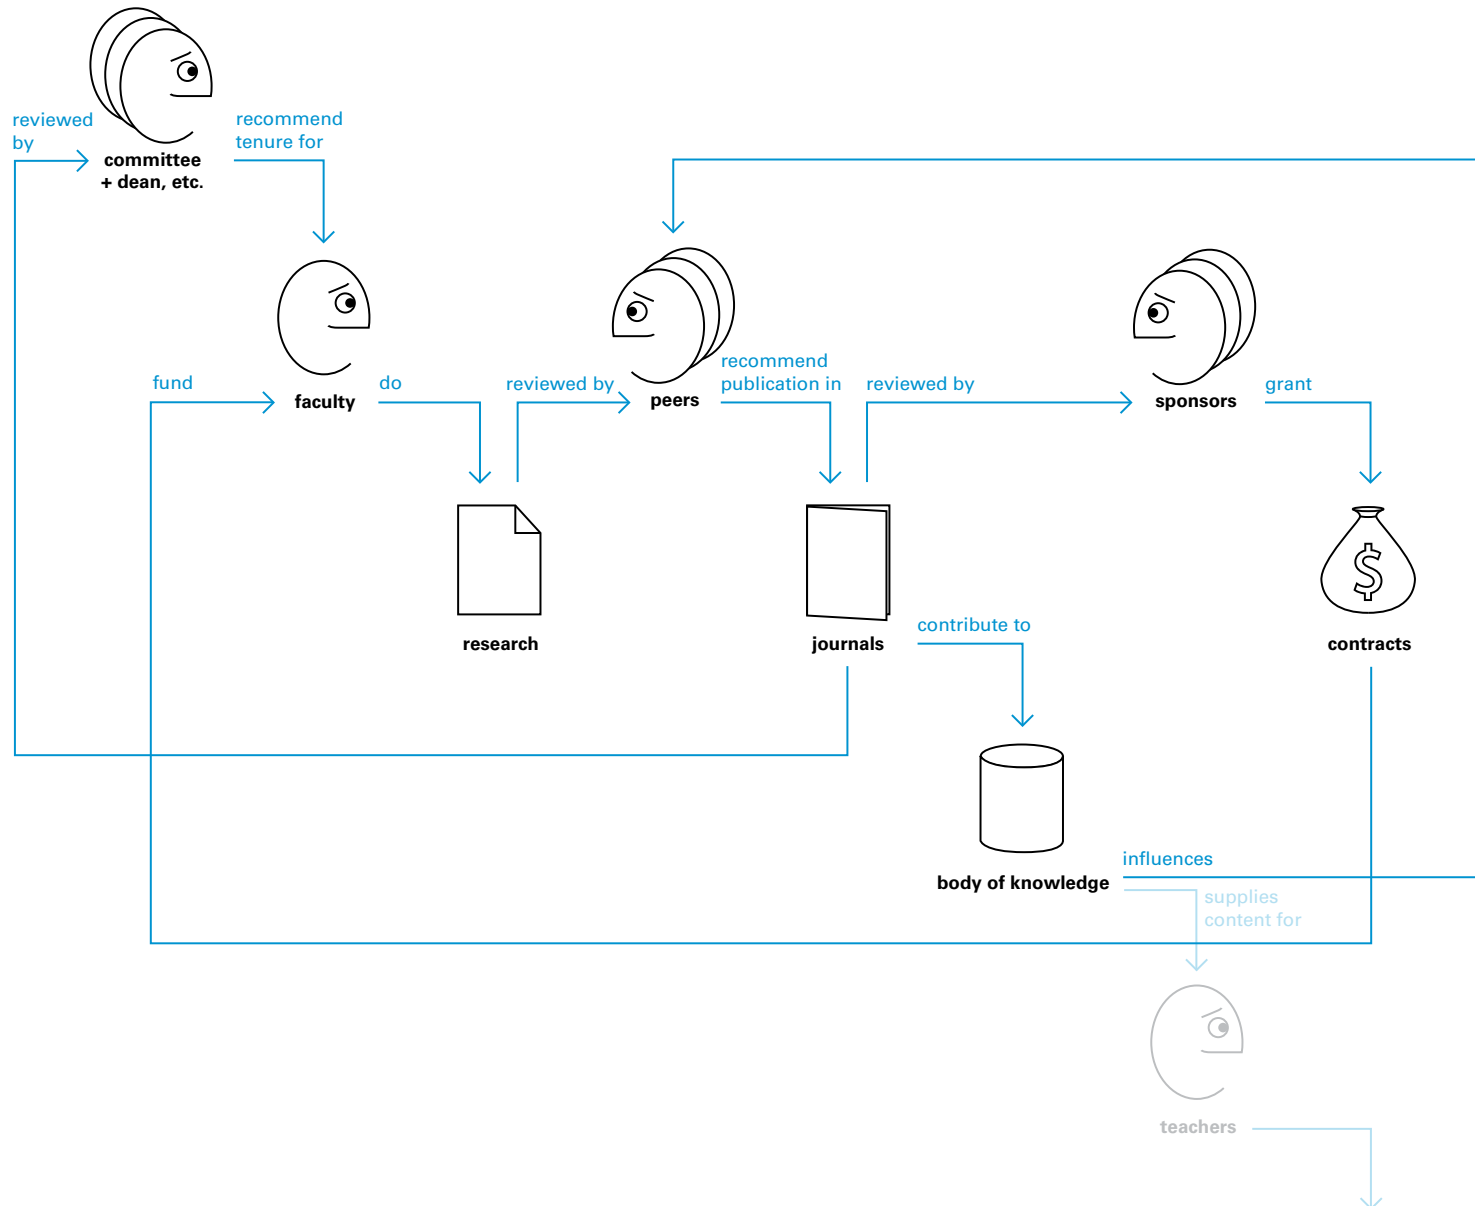 reviewed
by
recommend
tenure for
committee
+ dean, etc.
fund
do
reviewed by
recommend
publication in
reviewed by
grant
faculty
peers
sponsors
$
research
journals
contribute to
contracts
influences
body of knowledge
supplies
content for
teachers